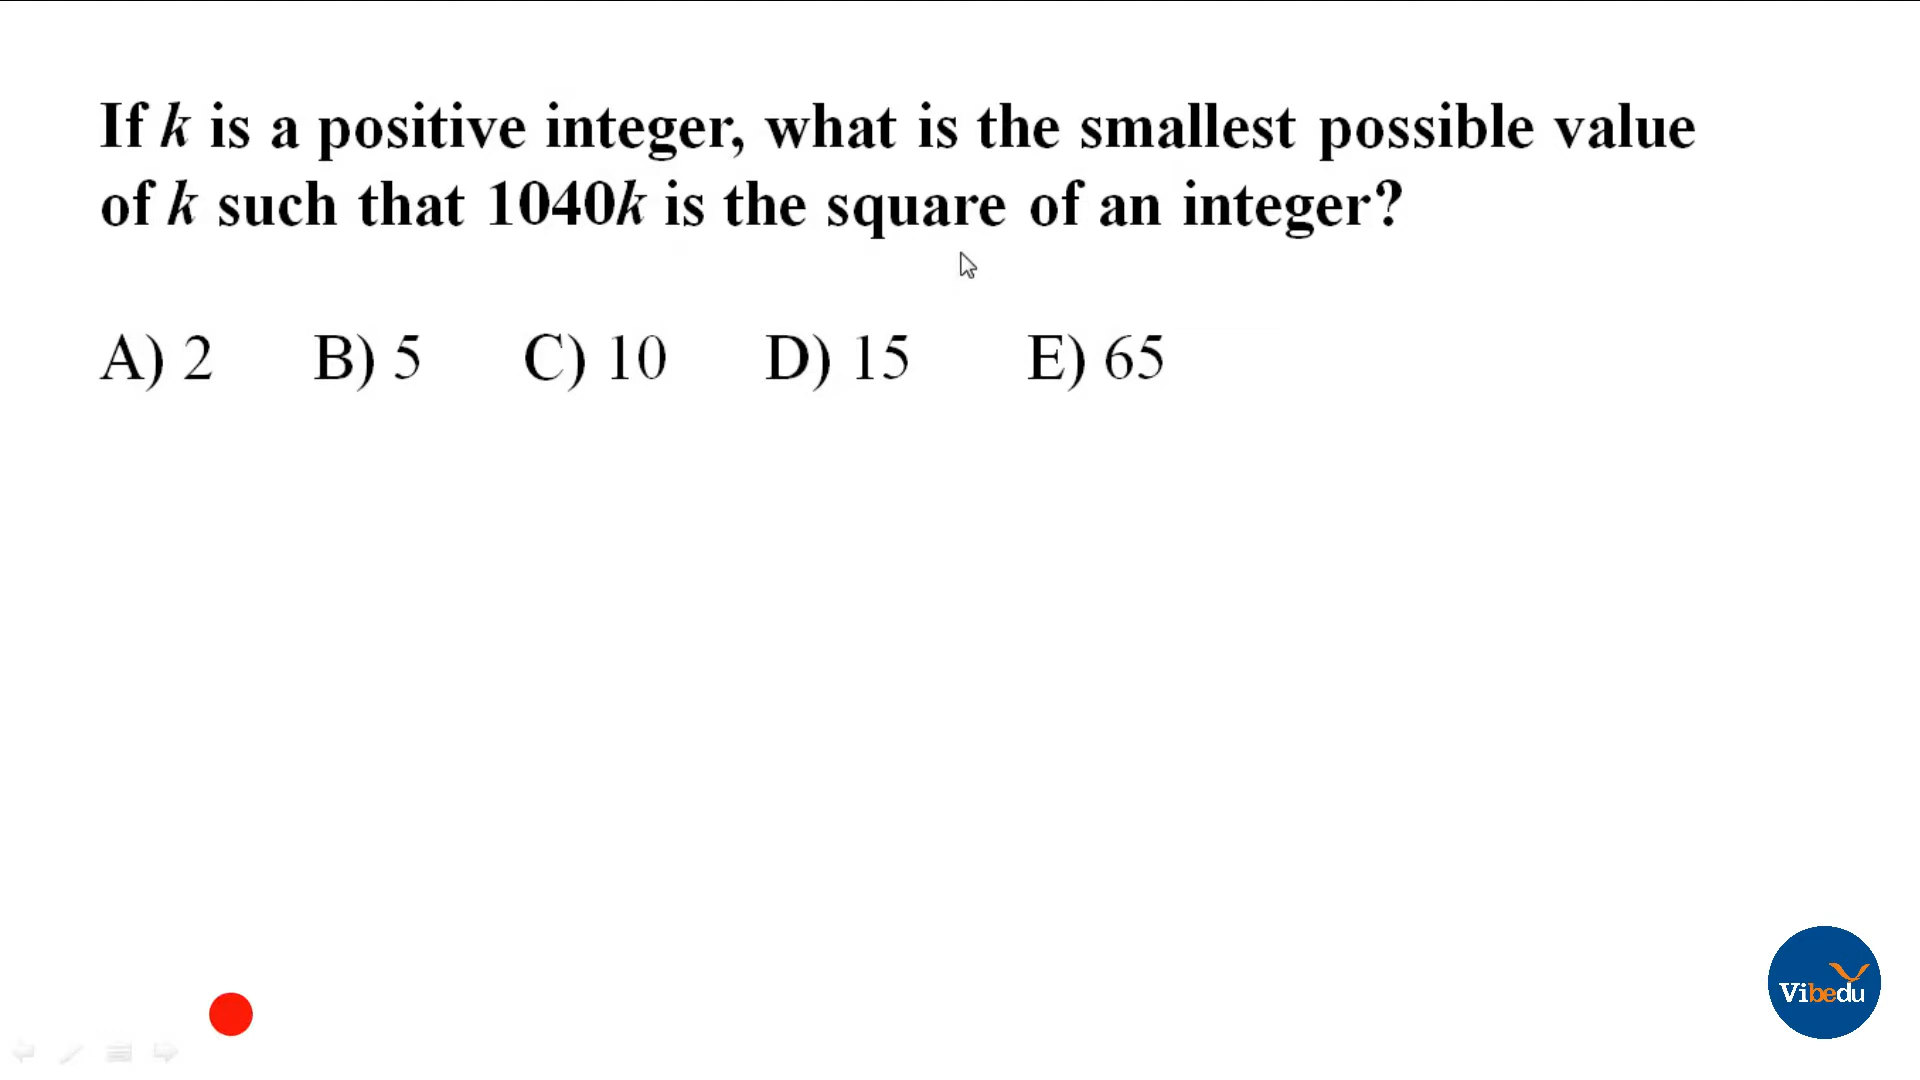 If k is a positive integer, what is the smallest possible value
of k such that 1040k is the square of an integer?
A) 2 B) 5 C) 10 D) 15 E) 65
Vibedu